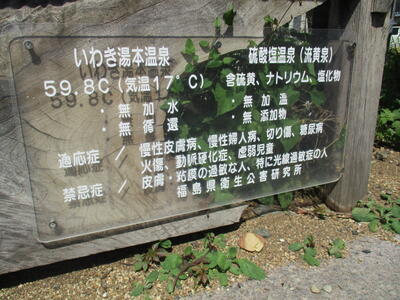 いわき湯本温泉 硫酸塩温泉(流黄泉)
59.8C(気温17°C) 含硫黄、ナトリウム、塩化物
・無加水 ・無加温
・無循還 ・無添加物
適応症/慢性皮膚病、慢性婦人病、切り傷、糖尿病
火傷、動脈硬化症、虚弱児童
禁忌症/皮膚・粘膜の過敏な人、特に光線過敏症の人
福島県衛生公害研究所